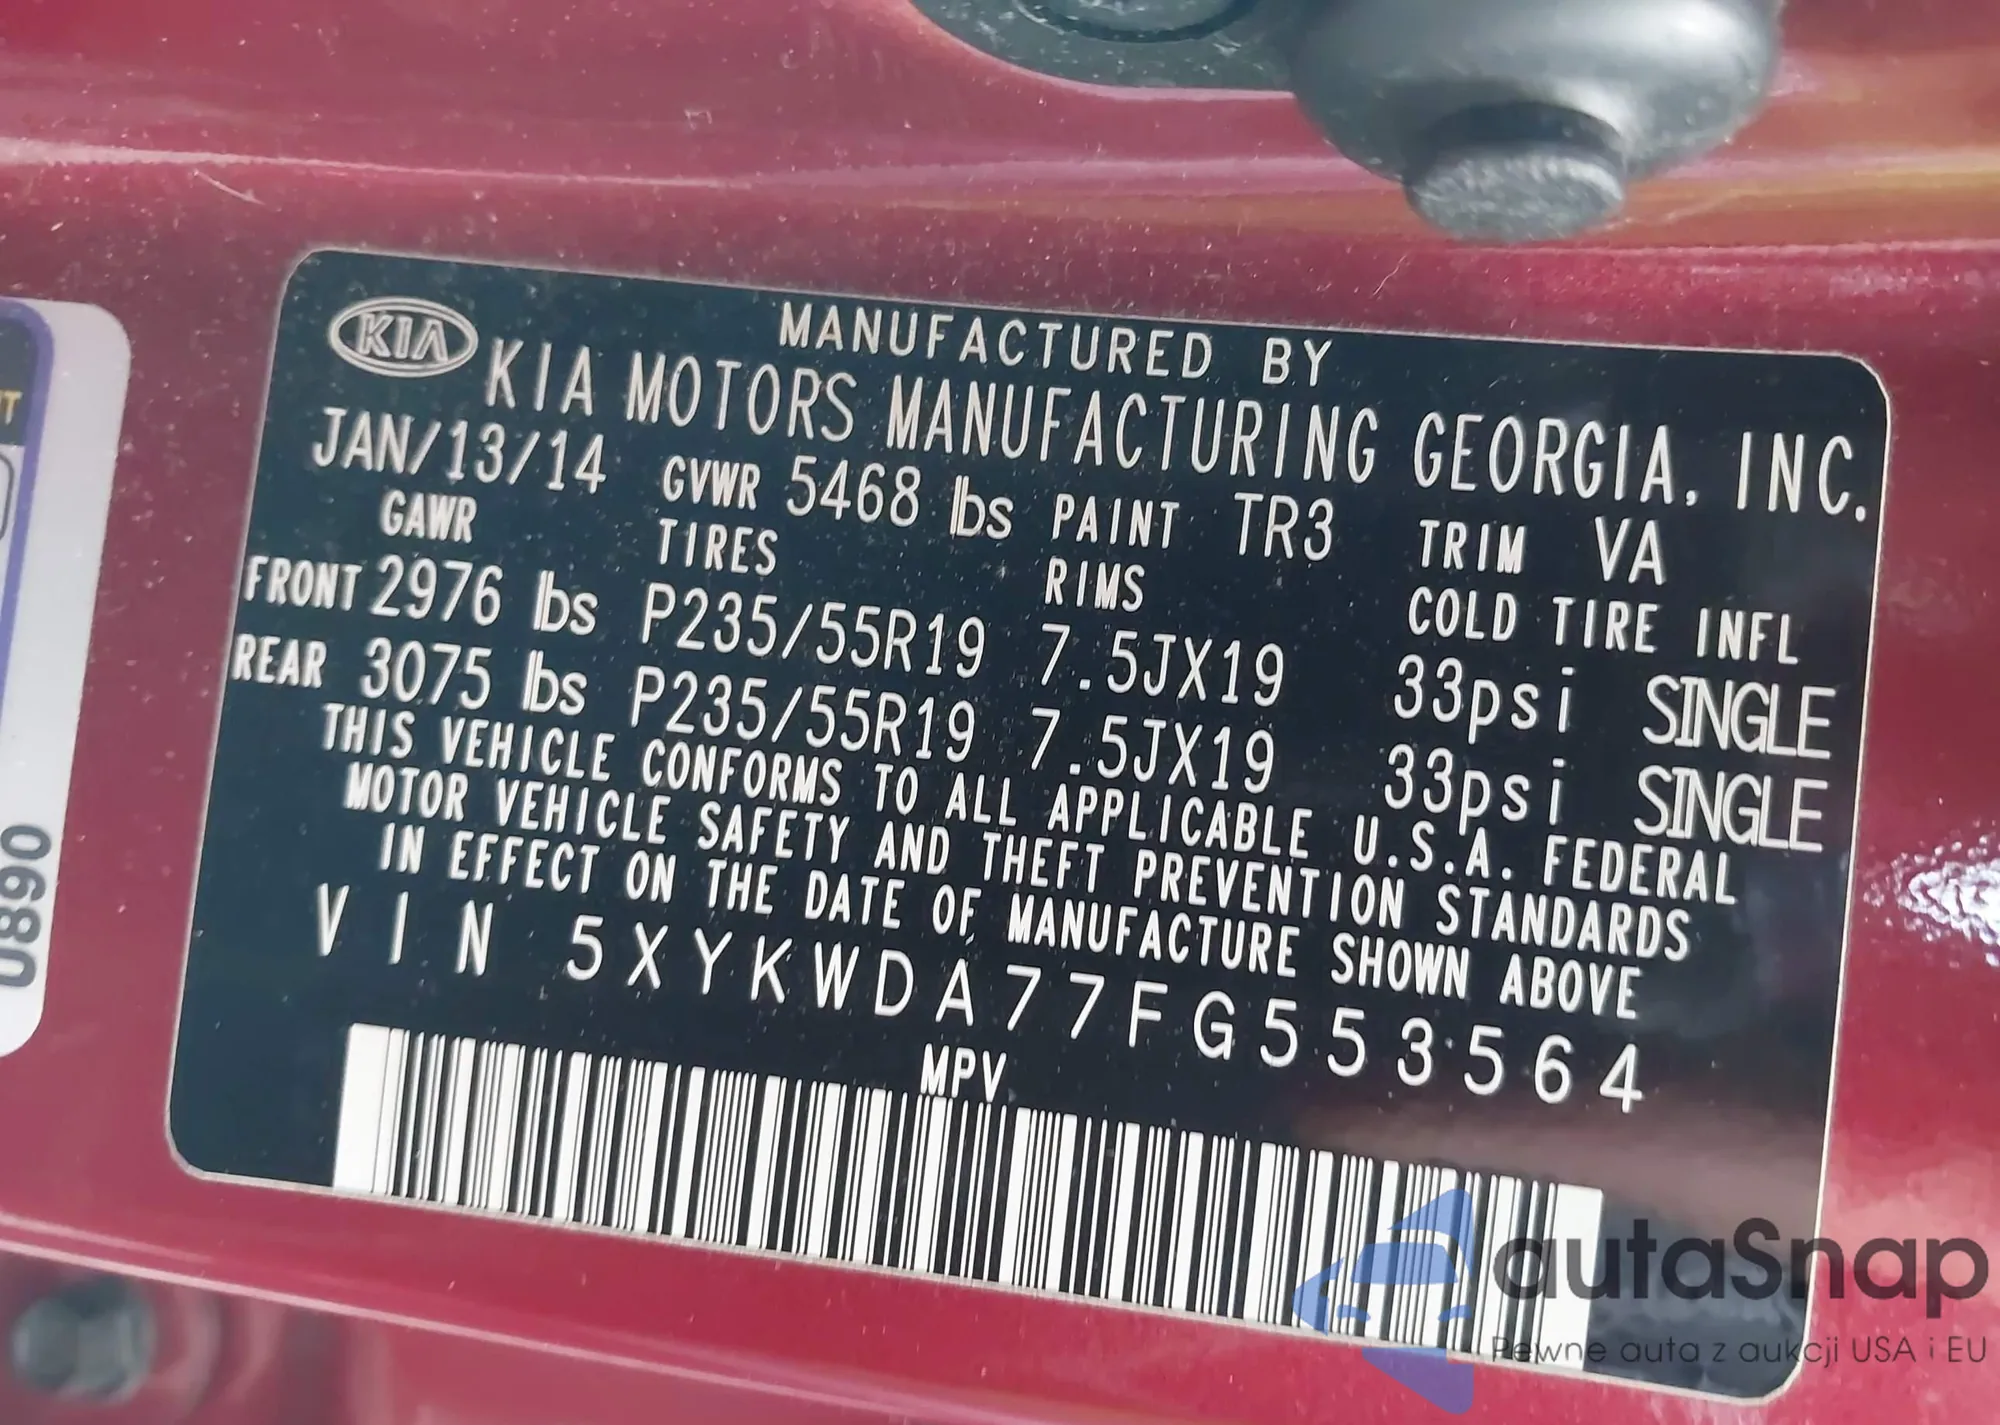 MANUFACTURED BY
KIA KIA MOTORS MANUFACTURING GEORGIA, INC.
JAN/13/14 GVWR 5468 lbs PAINT TR3 TRIM VA
GAWR TIRES RIMS COLD TIRE INFL
FRONT 2976 lbs P235/55R19 7.5JX19 33psi SINGLE
REAR 3075 lbs P235/55R19 7.5JX19 33psi SINGLE
THIS VEHICLE CONFORMS TO ALL APPLICABLE U.S.A. FEDERAL
MOTOR VEHICLE SAFETY AND THEFT PREVENTION STANDARDS
IN EFFECT ON THE DATE OF MANUFACTURE SHOWN ABOVE
VIN 5XYKWDA77FG553564
MPV
0890
autaSnap
Pewne auta z aukcji USA i EU